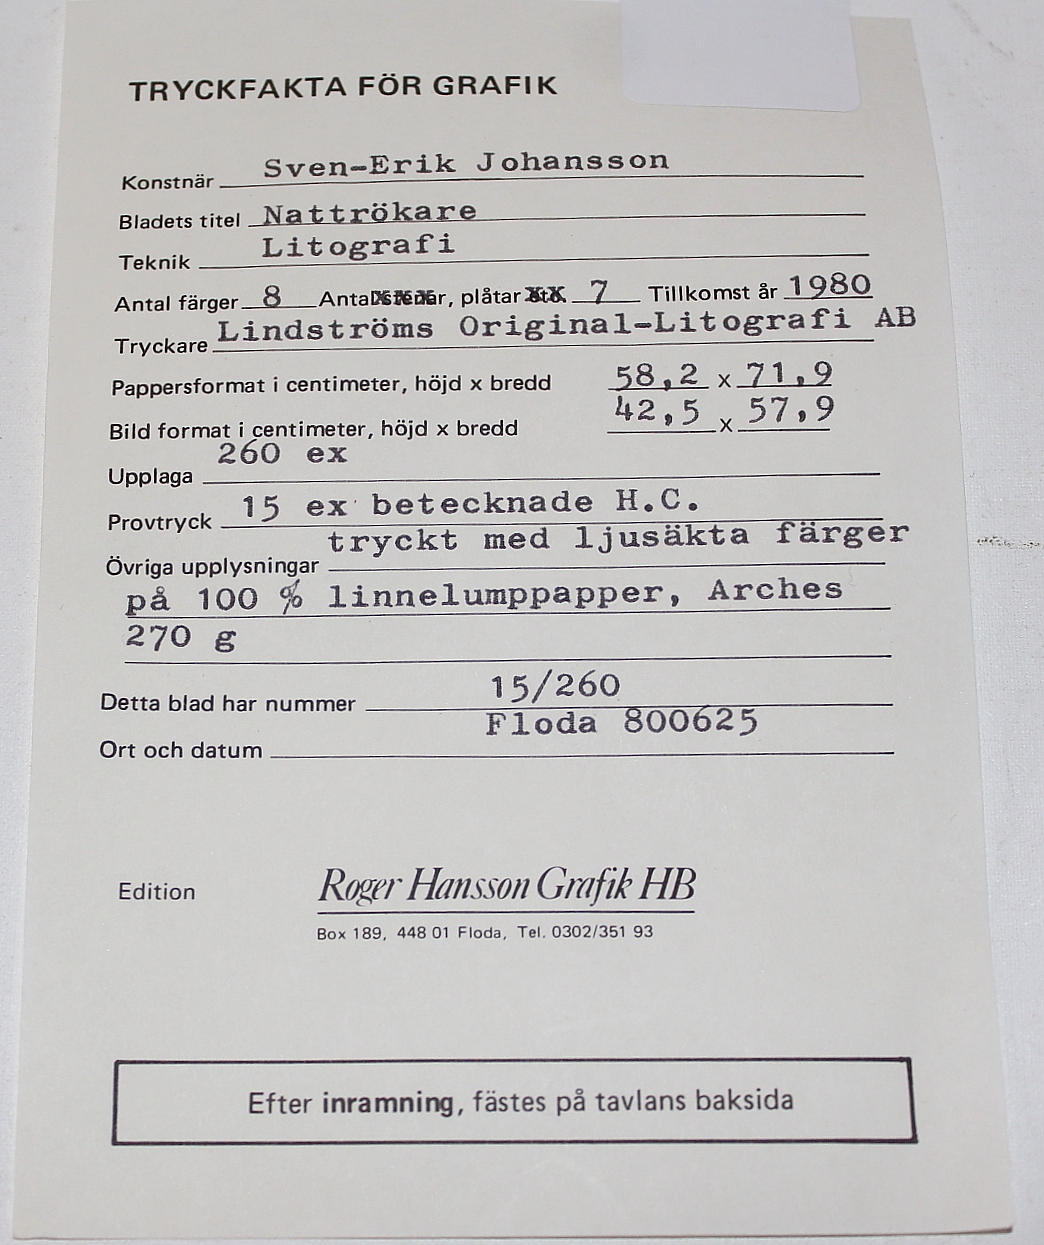 TRYCKFAKTA FÖR GRAFIK
Konstnär Sven-Erik Johansson
Bladets titel Nattrökare
Teknik Litografi
Antal färger 8 Antal stenar, plåtar etc. 7 Tillkomst år 1980
Tryckare Lindströms Original-Litografi AB
Pappersformat i centimeter, höjd x bredd 58,2 x 71,9
Bild format i centimeter, höjd x bredd 42,5 x 57,9
Upplaga 260 ex
Provtryck 15 ex betecknade H.C.
Övriga upplysningar tryckt med ljusäkta färger
på 100 % linnelumppapper, Arches
270 g
Detta blad har nummer 15/260
Ort och datum Floda 800625
Edition Roger Hansson Grafik HB
Box 189, 448 01 Floda, Tel. 0302/351 93
Efter inramning, fästes på tavlans baksida